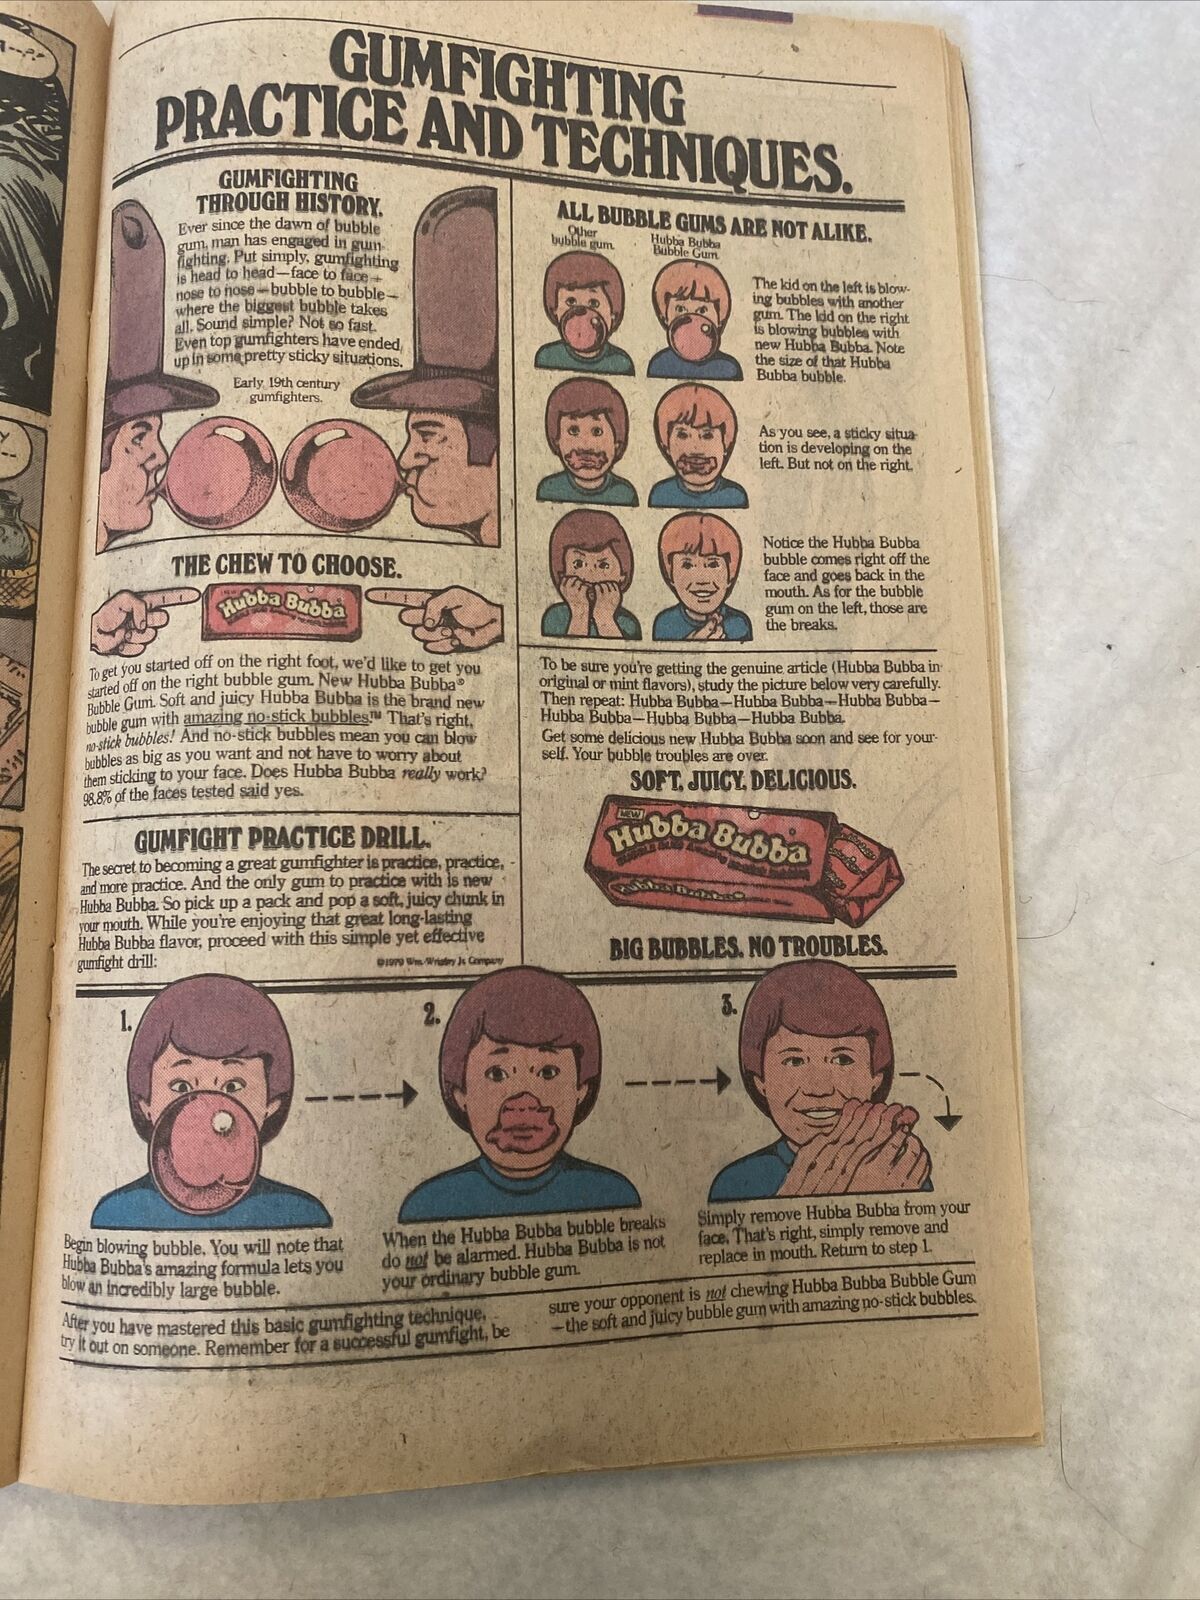 GUMFIGHTING
PRACTICE AND TECHNIQUES.
GUMFIGHTING
THROUGH HISTORY.
Ever since the dawn of bubble
gum, man has engaged in gum-
fighting. Put simply, gumfighting
is head to head—face to face—
nose to nose—bubble to bubble—
where the biggest bubble takes
all. Sound simple? Not so fast.
Even top gumfighters have ended
up in some pretty sticky situations.
Early 19th century
gumfighters.
THE CHEW TO CHOOSE.
Hubba Bubba
To get you started off on the right foot, we'd like to get you
started off on the right bubble gum. New Hubba Bubba®
Bubble Gum. Soft and juicy Hubba Bubba is the brand new
bubble gum with amazing no-stick bubbles!™ That's right,
no-stick bubbles! And no-stick bubbles mean you can blow
bubbles as big as you want and not have to worry about
them sticking to your face. Does Hubba Bubba really work?
98.8% of the faces tested said yes.
GUMFIGHT PRACTICE DRILL.
The secret to becoming a great gumfighter is practice, practice,
and more practice. And the only gum to practice with is new
Hubba Bubba. So pick up a pack and pop a soft, juicy chunk in
your mouth. While you're enjoying that great long-lasting
Hubba Bubba flavor, proceed with this simple yet effective
gumfight drill:
©1979 Wm. Wrigley Jr. Company
ALL BUBBLE GUMS ARE NOT ALIKE.
Other
bubble gum.
Hubba Bubba
Bubble Gum.
The kid on the left is blow-
ing bubbles with another
gum. The kid on the right
is blowing bubbles with
new Hubba Bubba. Note
the size of that Hubba
Bubba bubble.
As you see, a sticky situa-
tion is developing on the
left. But not on the right.
Notice the Hubba Bubba
bubble comes right off the
face and goes back in the
mouth. As for the bubble
gum on the left, those are
the breaks.
To be sure you're getting the genuine article (Hubba Bubba in
original or mint flavors), study the picture below very carefully.
Then repeat: Hubba Bubba—Hubba Bubba—Hubba Bubba—
Hubba Bubba—Hubba Bubba—Hubba Bubba.
Get some delicious new Hubba Bubba soon and see for your-
self. Your bubble troubles are over.
SOFT. JUICY. DELICIOUS.
NEW
Hubba Bubba
Hubba Bubba
BIG BUBBLES. NO TROUBLES.
1.
2.
3.
Begin blowing bubble. You will note that
Hubba Bubba's amazing formula lets you
blow an incredibly large bubble.
When the Hubba Bubba bubble breaks
do not be alarmed. Hubba Bubba is not
your ordinary bubble gum.
Simply remove Hubba Bubba from your
face. That's right, simply remove and
replace in mouth. Return to step 1.
After you have mastered this basic gumfighting technique,
try it out on someone. Remember for a successful gumfight, be
sure your opponent is not chewing Hubba Bubba Bubble Gum
—the soft and juicy bubble gum with amazing no-stick bubbles.